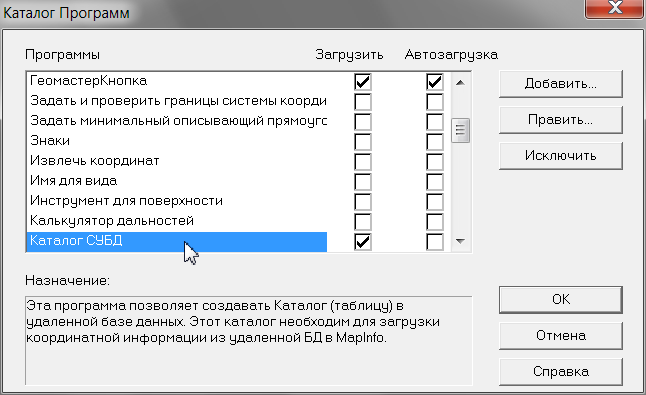 Каталог Программ
Программы Загрузить Автозагрузка
ГеомастерКнопка
Задать и проверить границы системы коорди
Задать минимальный описывающий прямоуго
Знаки
Извлечь координат
Имя для вида
Инструмент для поверхности
Калькулятор дальностей
Каталог СУБД
Добавить...
Править...
Исключить
Назначение:
Эта программа позволяет создавать Каталог (таблицу) в
удаленной базе данных. Этот каталог необходим для загрузки
координатной информации из удаленной БД в MapInfo.
OK
Отмена
Справка